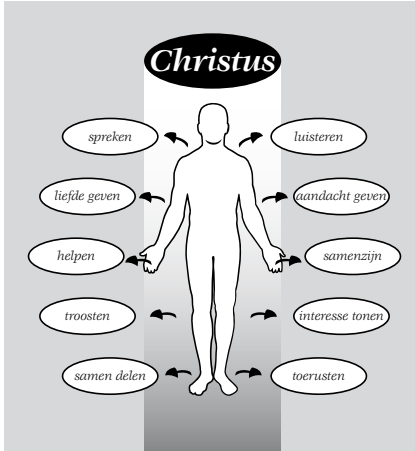 Christus
spreken
luisteren
liefde geven
aandacht geven
helpen
samenzijn
troosten
interesse tonen
samen delen
toerusten